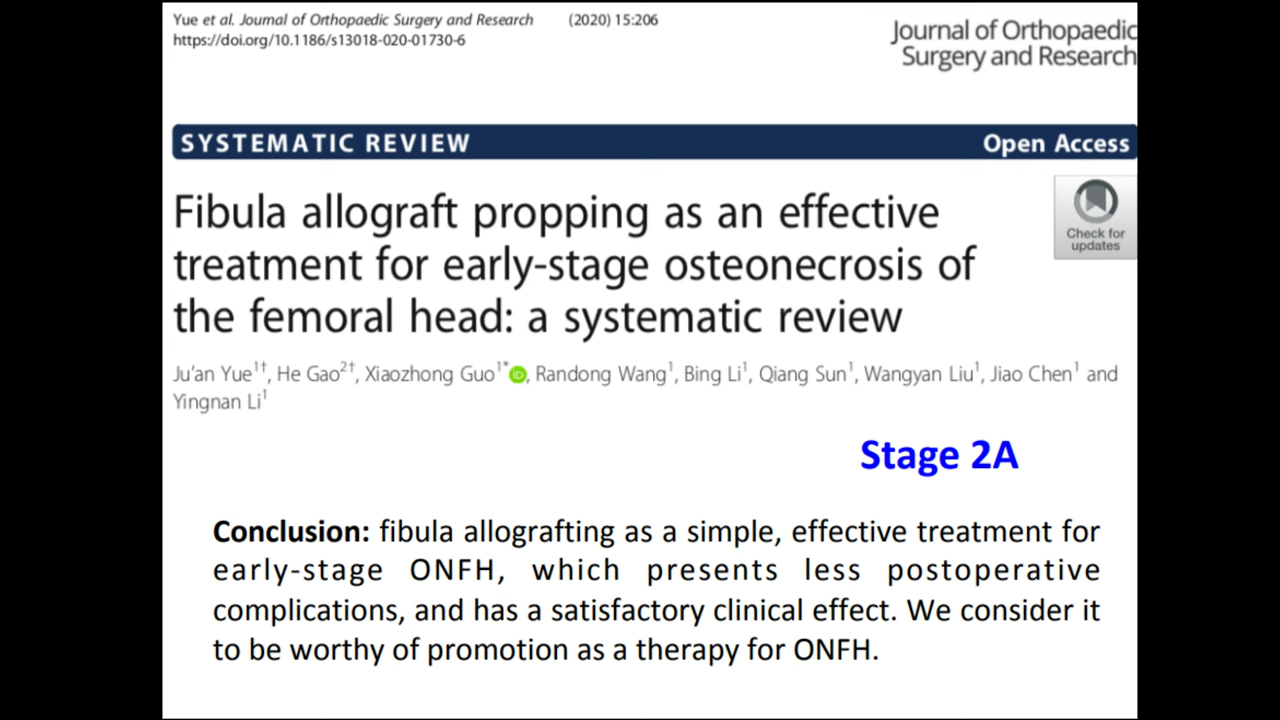 Yue et al. Journal of Orthopaedic Surgery and Research (2020) 15:206
https://doi.org/10.1186/s13018-020-01730-6
Journal of Orthopaedic
Surgery and Research
SYSTEMATIC REVIEW Open Access
Fibula allograft propping as an effective
treatment for early-stage osteonecrosis of
the femoral head: a systematic review
Check for
updates
Ju’an Yue1†, He Gao2†, Xiaozhong Guo1* iD, Randong Wang1, Bing Li1, Qiang Sun1, Wangyan Liu1, Jiao Chen1 and
Yingnan Li1
Stage 2A
Conclusion: fibula allografting as a simple, effective treatment for
early-stage ONFH, which presents less postoperative
complications, and has a satisfactory clinical effect. We consider it
to be worthy of promotion as a therapy for ONFH.